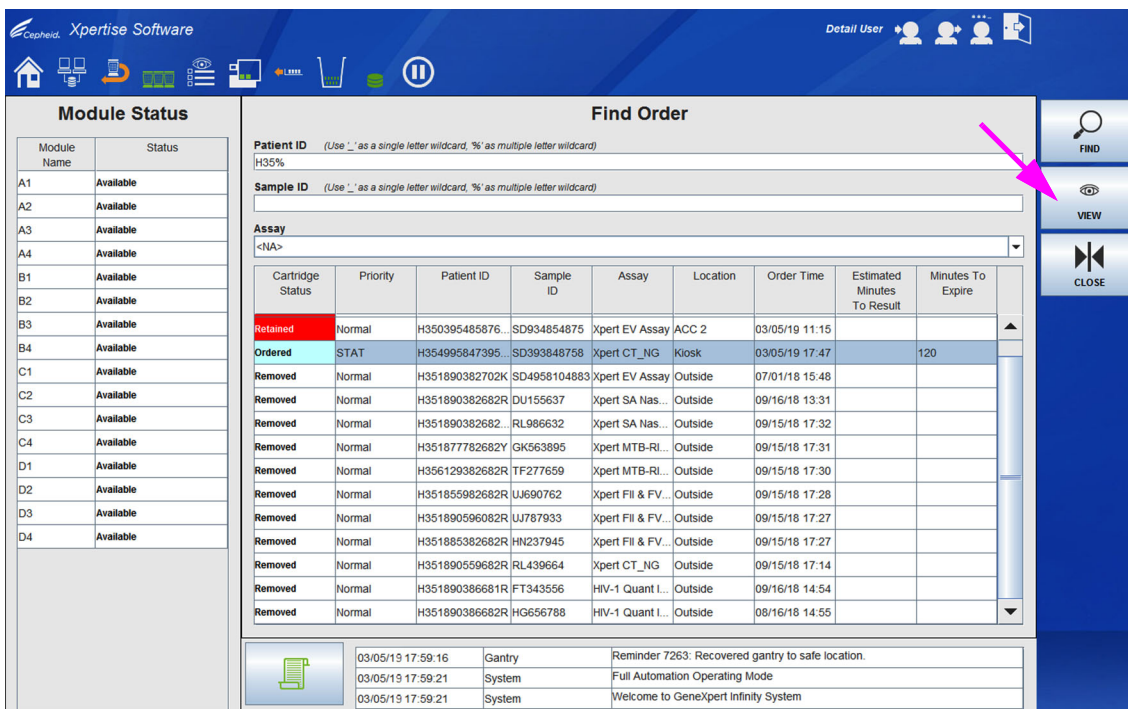 Cepheid. Xpertise Software
Detail User
Module Status
Module Name Status
A1 Available
A2 Available
A3 Available
A4 Available
B1 Available
B2 Available
B3 Available
B4 Available
C1 Available
C2 Available
C3 Available
C4 Available
D1 Available
D2 Available
D3 Available
D4 Available
Find Order
Patient ID (Use '_' as a single letter wildcard, '%' as multiple letter wildcard)
H35%
Sample ID (Use '_' as a single letter wildcard, '%' as multiple letter wildcard)
Assay
<NA>
Cartridge Status Priority Patient ID Sample ID Assay Location Order Time Estimated Minutes To Result Minutes To Expire
Retained Normal H350395485876... SD934854875 Xpert EV Assay ACC 2 03/05/19 11:15
Ordered STAT H354995847395... SD393848758 Xpert CT_NG Kiosk 03/05/19 17:47 120
Removed Normal H351890382702K SD4958104883 Xpert EV Assay Outside 07/01/18 15:48
Removed Normal H351890382682R DU155637 Xpert SA Nas... Outside 09/16/18 13:31
Removed Normal H351890382682... RL986632 Xpert SA Nas... Outside 09/15/18 17:32
Removed Normal H351877782682Y GK563895 Xpert MTB-RI... Outside 09/15/18 17:31
Removed Normal H356129382682R TF277659 Xpert MTB-RI... Outside 09/15/18 17:30
Removed Normal H351855982682R UJ690762 Xpert FII & FV... Outside 09/15/18 17:28
Removed Normal H351890596082R UJ787933 Xpert FII & FV... Outside 09/15/18 17:27
Removed Normal H351885382682R HN237945 Xpert FII & FV... Outside 09/15/18 17:27
Removed Normal H351890559682R RL439664 Xpert CT_NG Outside 09/15/18 17:14
Removed Normal H351890386681R FT343556 HIV-1 Quant I... Outside 09/16/18 14:54
Removed Normal H351890386682R HG656788 HIV-1 Quant I... Outside 08/16/18 14:55
03/05/19 17:59:16 Gantry Reminder 7263: Recovered gantry to safe location.
03/05/19 17:59:21 System Full Automation Operating Mode
03/05/19 17:59:21 System Welcome to GeneXpert Infinity System
FIND
VIEW
CLOSE